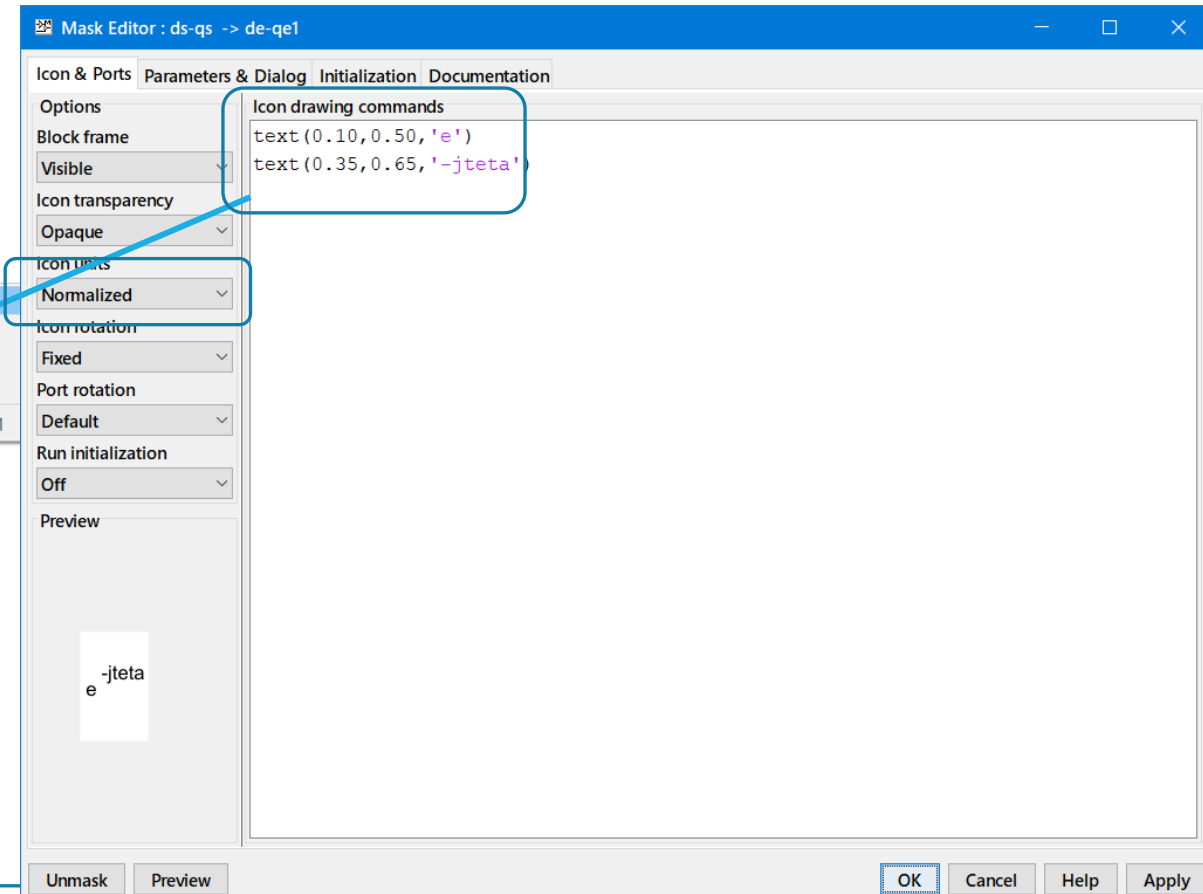 Mask Editor : ds-qs -> de-qe1
Icon & Ports Parameters & Dialog Initialization Documentation
Options
Block frame
Visible
Icon transparency
Opaque
Icon units
Normalized
Icon rotation
Fixed
Port rotation
Default
Run initialization
Off
Preview
-jteta
e
Icon drawing commands
text(0.10,0.50,'e')
text(0.35,0.65,'-jteta')
Unmask Preview OK Cancel Help Apply